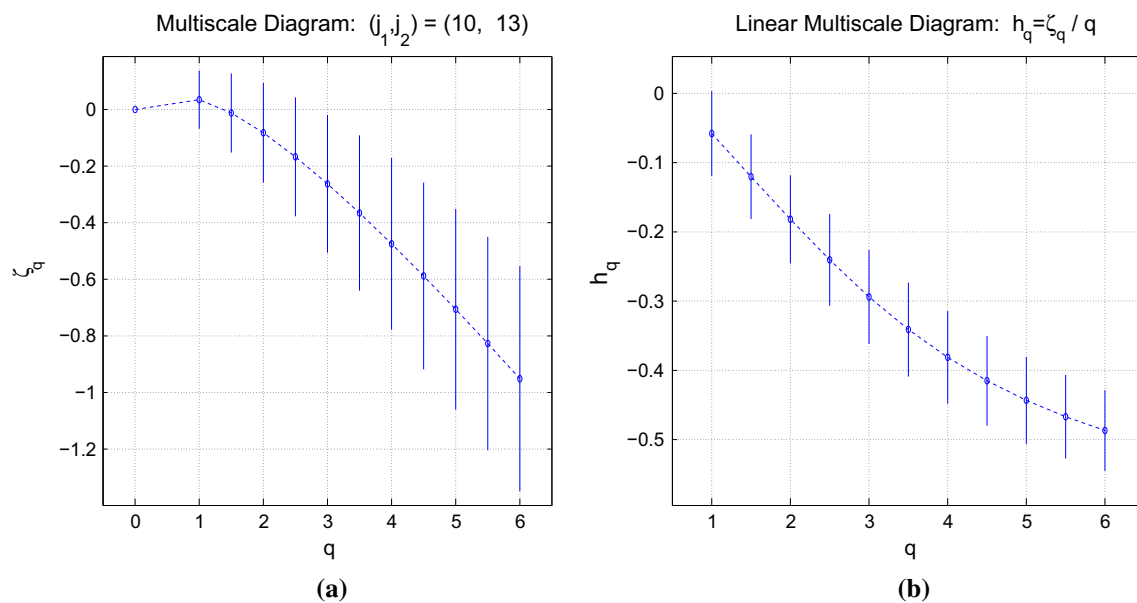 Multiscale Diagram: (j1,j2) = (10, 13)
0
−0.2
−0.4
−0.6
−0.8
−1
−1.2
ζq
0 1 2 3 4 5 6
q
(a)
Linear Multiscale Diagram: hq=ζq / q
0
−0.1
−0.2
−0.3
−0.4
−0.5
hq
1 2 3 4 5 6
q
(b)